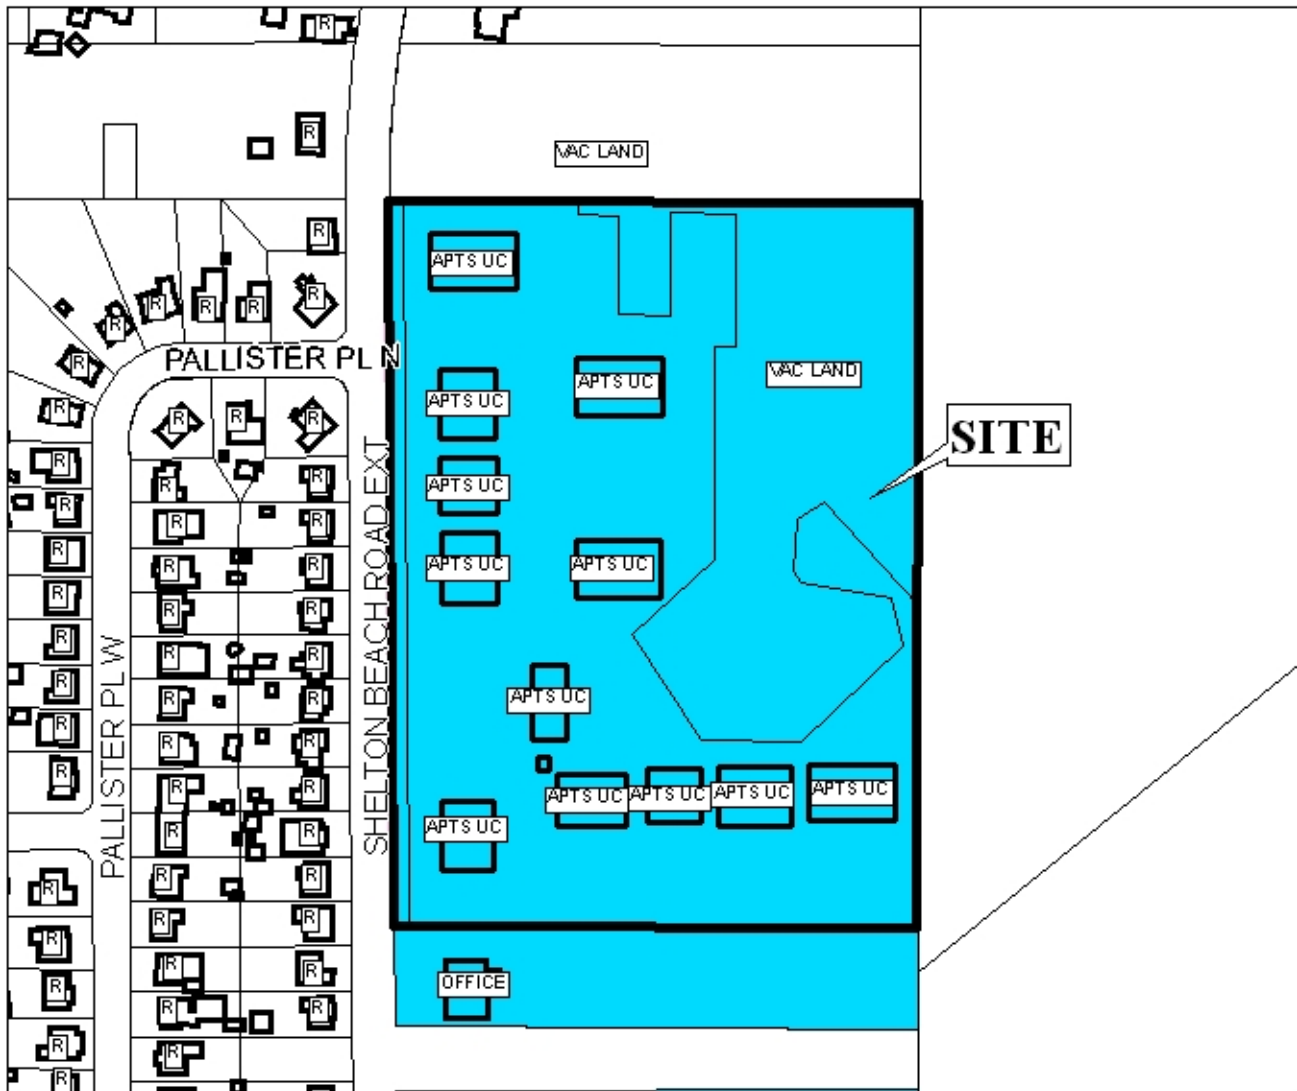 R
R
VAC LAND
R
APTS UC
R
R
R
R
R
PALLISTER PL N
R
VAC LAND
APTS UC
APTS UC
R
R
R
R
SITE
R
R
R
APTS UC
R
R
R
R
R
R
APTS UC
APTS UC
R
R
R
R
R
R
SHELTON BEACH ROAD EXT
PALLISTER PL W
R
R
R
APTS UC
R
R
R
R
R
R
APTS UC
APTS UC
APTS UC
APTS UC
R
R
APTS UC
R
R
R
R
R
R
R
R
R
OFFICE
R
R
R
R
R